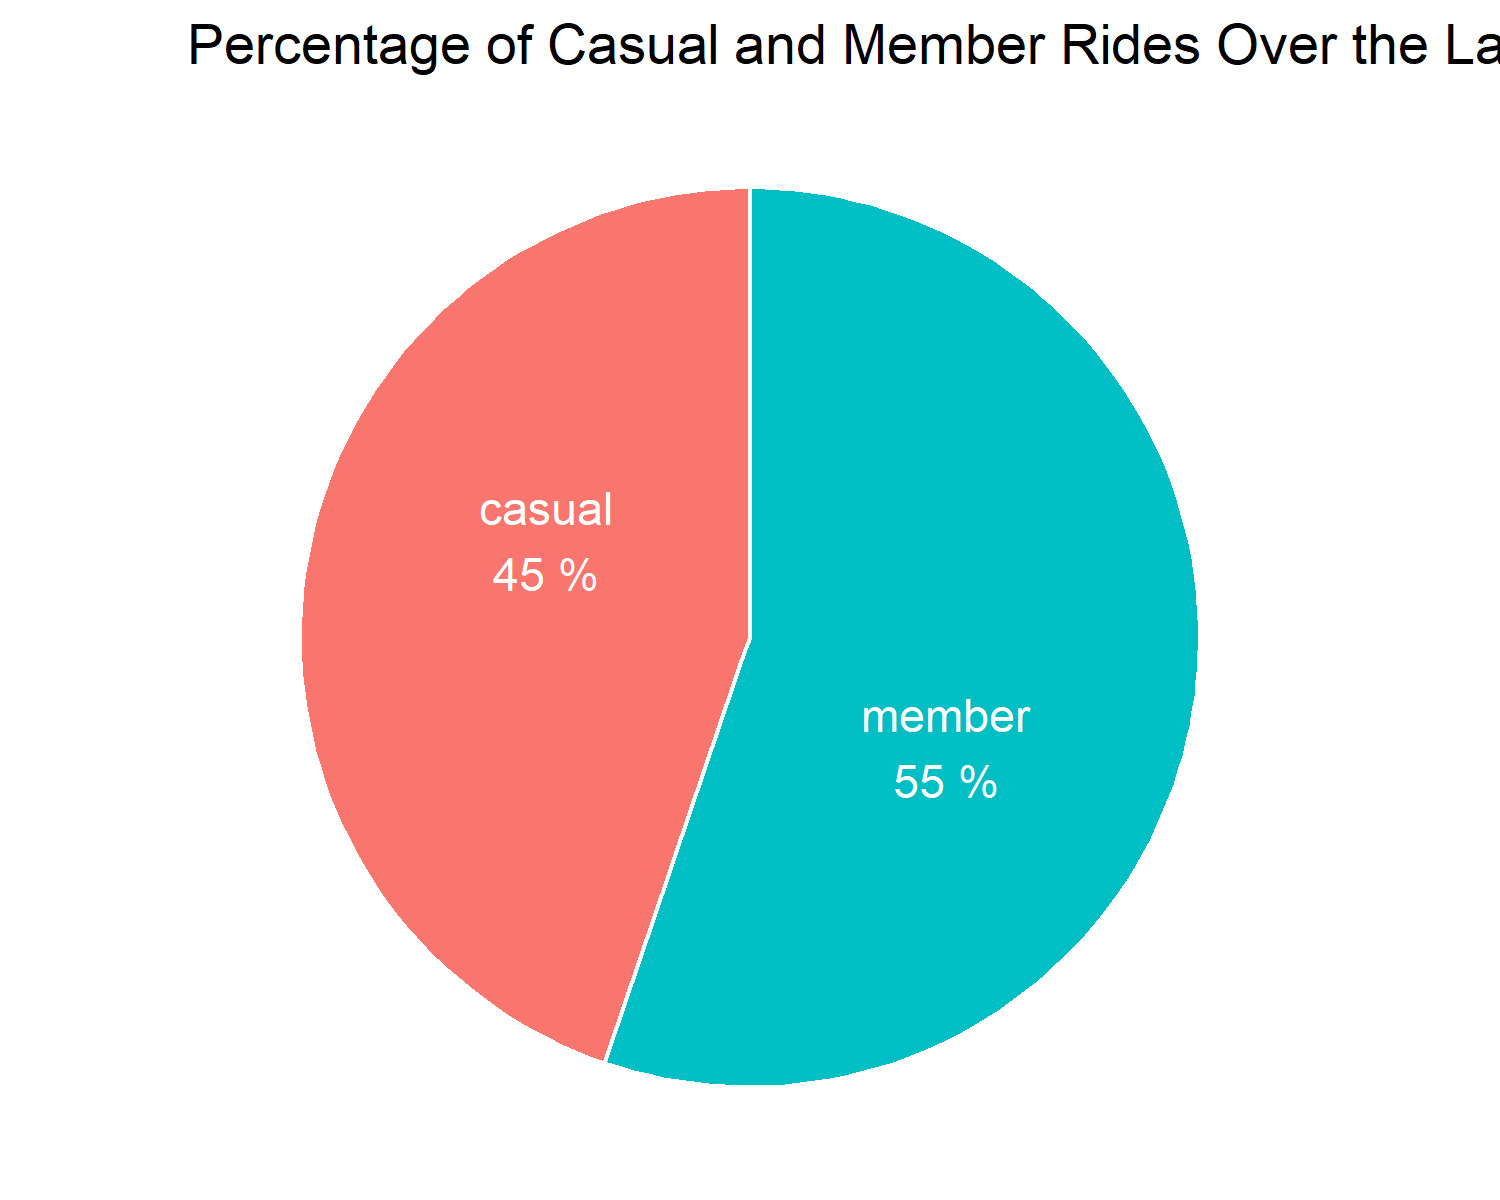 Percentage of Casual and Member Rides Over the La
casual
45 %
member
55 %